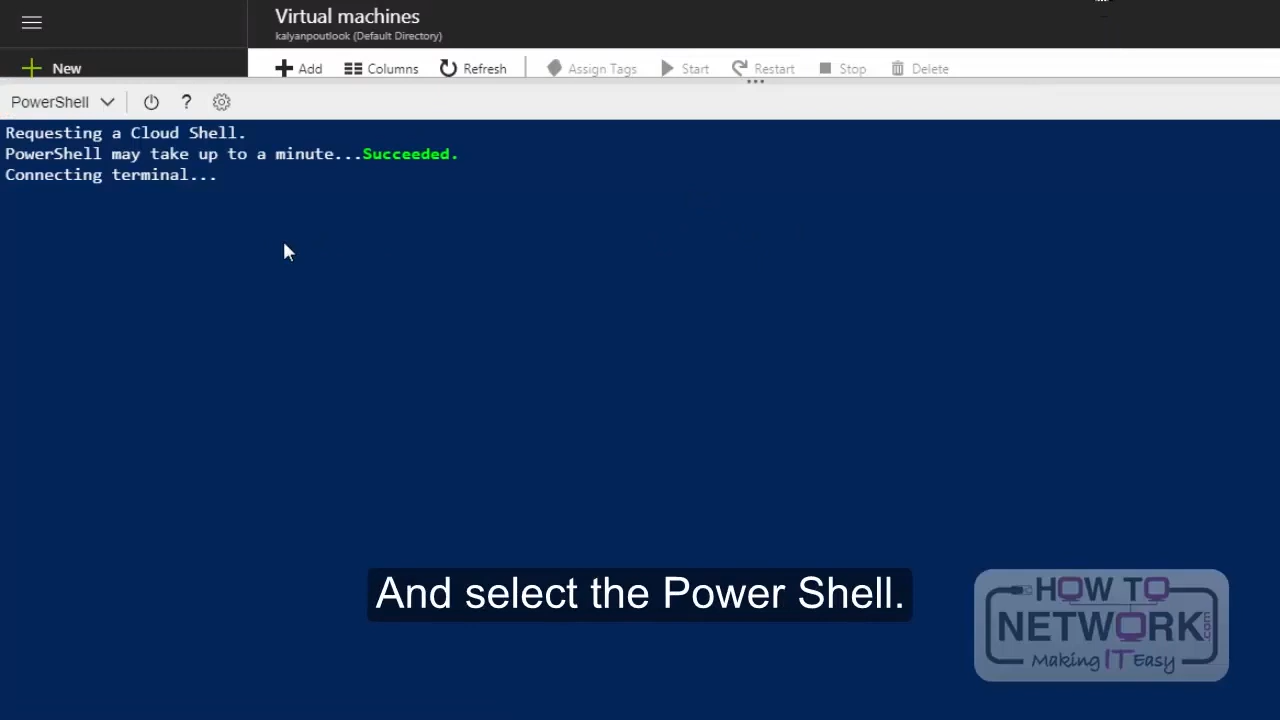 Virtual machines
kalyanpoutlook (Default Directory)
New
Add
Columns
Refresh
Assign Tags
Start
Restart
Stop
Delete
PowerShell
?
Requesting a Cloud Shell.
PowerShell may take up to a minute...Succeeded.
Connecting terminal...
And select the Power Shell.
HOW TO
NETWORK.com
Making IT Easy